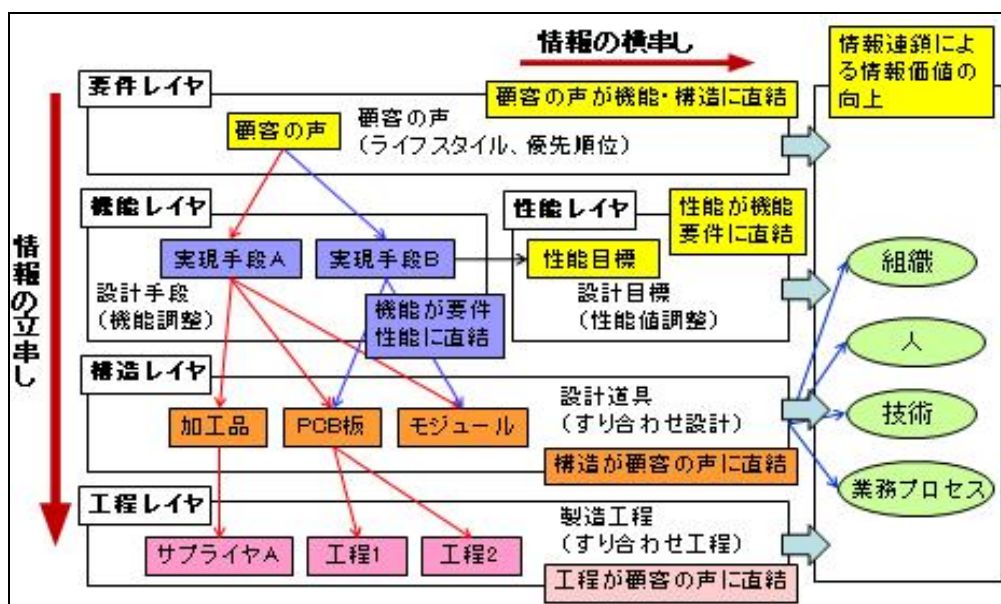 情報の横串し
情報連鎖によ
る情報価値の
向上
要件レイヤ
顧客の声が機能・構造に直結
顧客の声
顧客の声
(ライフスタイル、優先順位)
情報の立串し
機能レイヤ
性能レイヤ
性能が機能
要件に直結
実現手段A
実現手段B
性能目標
設計手段
(機能調整)
機能が要件
性能に直結
設計目標
(性能値調整)
組織
人
技術
業務プロセス
構造レイヤ
加工品
PCB板
モジュール
設計道具
(すり合わせ設計)
構造が顧客の声に直結
工程レイヤ
サプライヤA
工程1
工程2
製造工程
(すり合わせ工程)
工程が顧客の声に直結